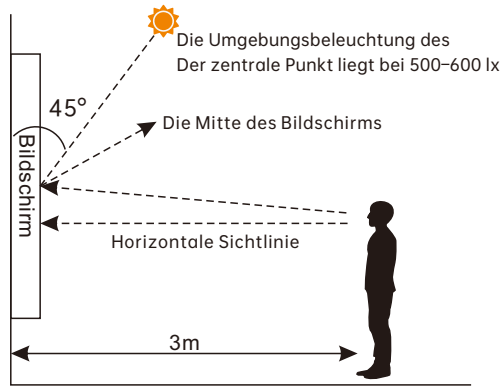 Die Umgebungsbeleuchtung des
Der zentrale Punkt liegt bei 500–600 lx
45°
Die Mitte des Bildschirms
Bildschirm
Horizontale Sichtlinie
3m